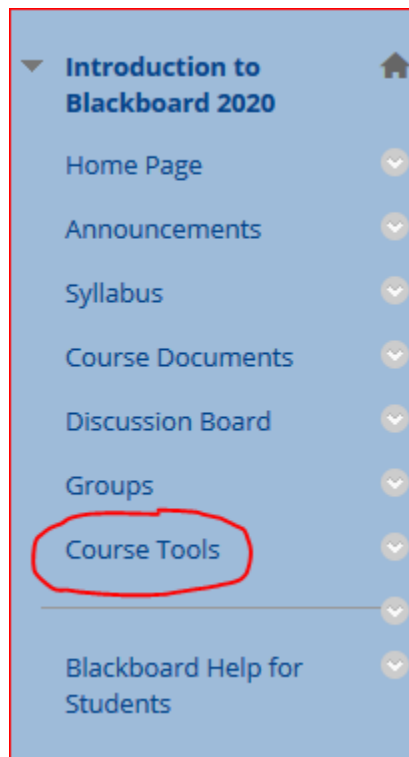 Introduction to
Blackboard 2020
Home Page
Announcements
Syllabus
Course Documents
Discussion Board
Groups
Course Tools
Blackboard Help for
Students